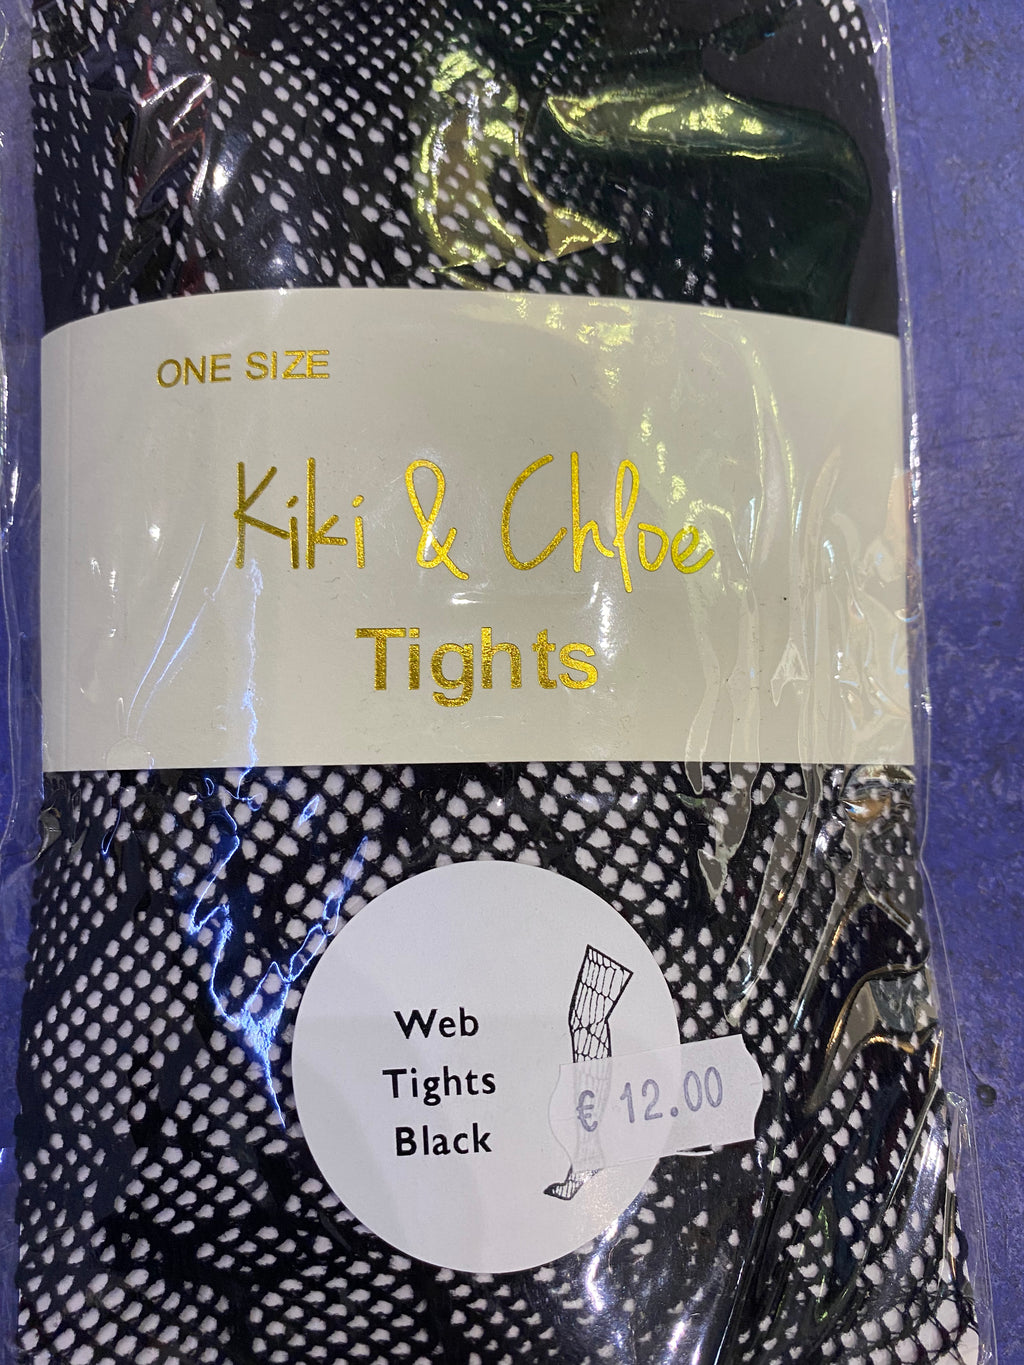 ONE SIZE
Kiki & Chloe
Tights
Web
Tights
Black
€ 12.00